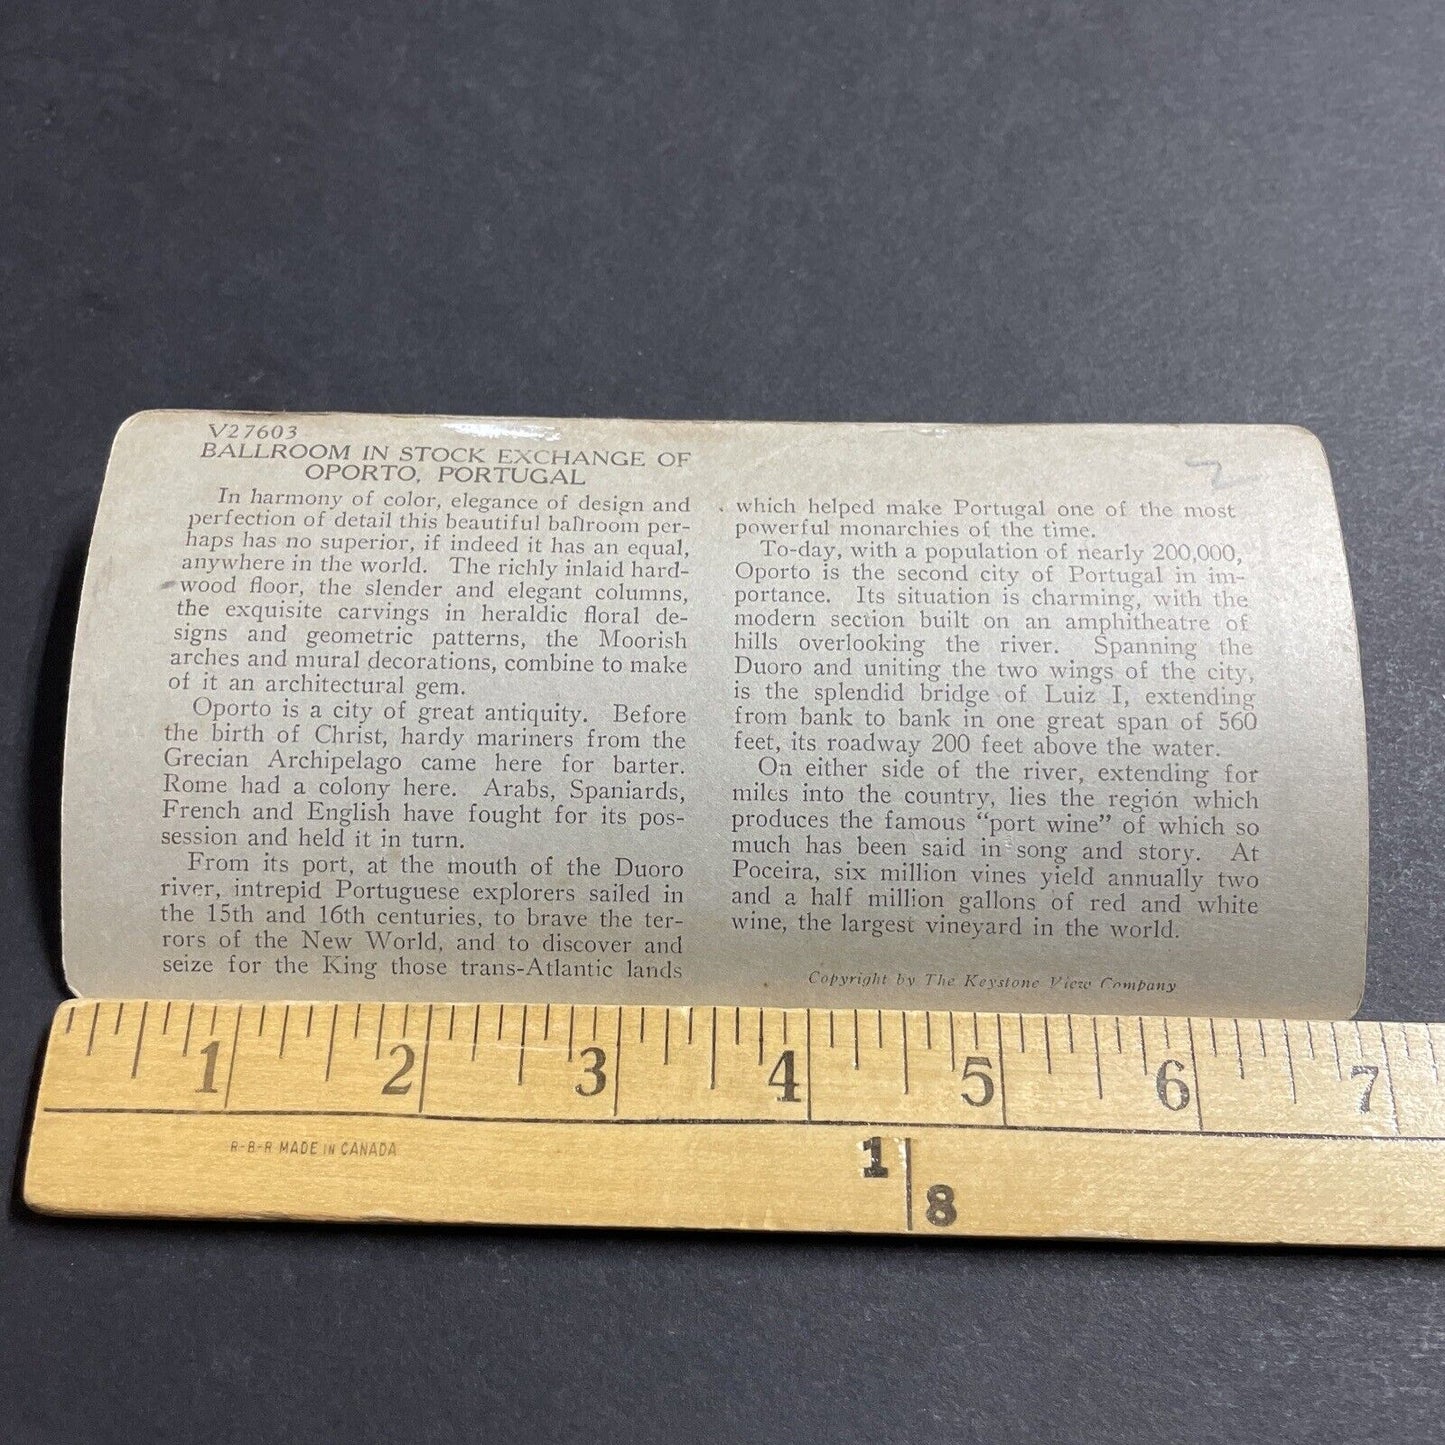 V27603
BALLROOM IN STOCK EXCHANGE OF
OPORTO, PORTUGAL
In harmony of color, elegance of design and
perfection of detail this beautiful ballroom per-
haps has no superior, if indeed it has an equal,
anywhere in the world. The richly inlaid hard-
wood floor, the slender and elegant columns,
the exquisite carvings in heraldic floral de-
signs and geometric patterns, the Moorish
arches and mural decorations, combine to make
of it an architectural gem.
Oporto is a city of great antiquity. Before
the birth of Christ, hardy mariners from the
Grecian Archipelago came here for barter.
Rome had a colony here. Arabs, Spaniards,
French and English have fought for its pos-
session and held it in turn.
From its port, at the mouth of the Duoro
river, intrepid Portuguese explorers sailed in
the 15th and 16th centuries, to brave the ter-
rors of the New World, and to discover and
seize for the King those trans-Atlantic lands
which helped make Portugal one of the most
powerful monarchies of the time.
To-day, with a population of nearly 200,000,
Oporto is the second city of Portugal in im-
portance. Its situation is charming, with the
modern section built on an amphitheatre of
hills overlooking the river. Spanning the
Duoro and uniting the two wings of the city,
is the splendid bridge of Luiz I, extending
from bank to bank in one great span of 560
feet, its roadway 200 feet above the water.
On either side of the river, extending for
miles into the country, lies the region which
produces the famous "port wine" of which so
much has been said in song and story. At
Poceira, six million vines yield annually two
and a half million gallons of red and white
wine, the largest vineyard in the world.
Copyright by The Keystone View Company
2
1 2 3 4 5 6 7
R-B-R MADE IN CANADA
1
8